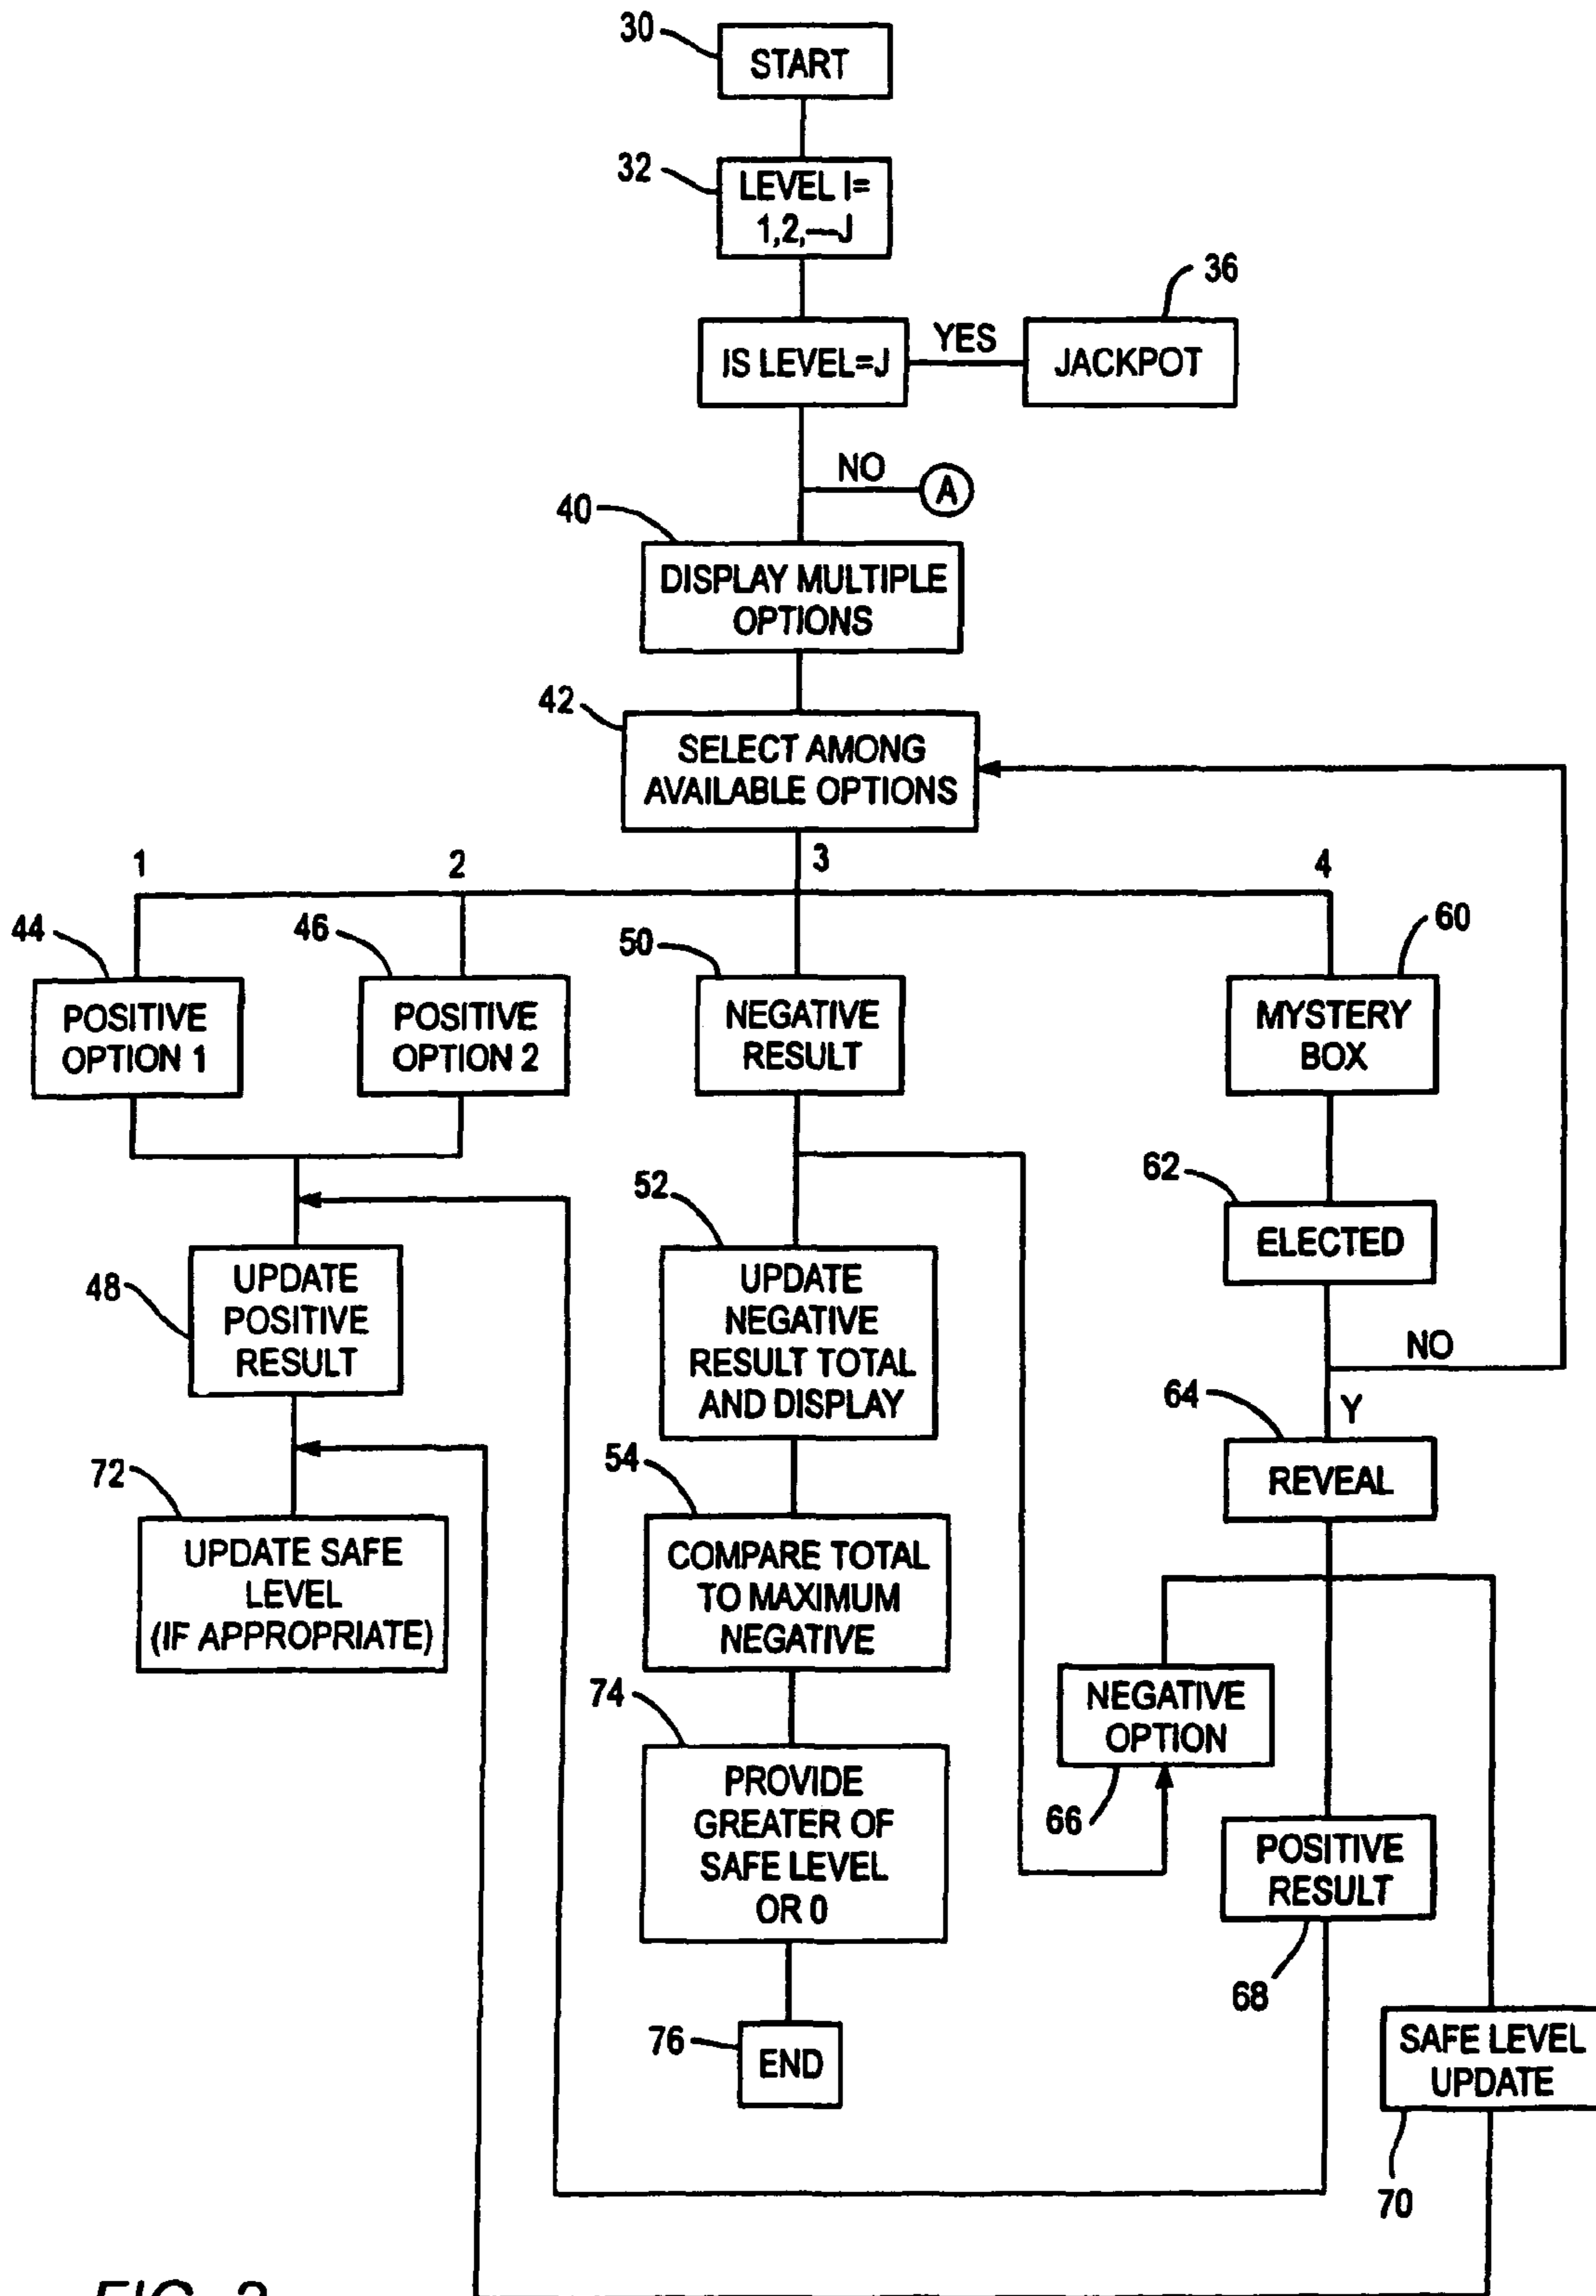 30
START
32
LEVEL I=
1,2,—J
36
IS LEVEL=J
YES
JACKPOT
NO
A
40
DISPLAY MULTIPLE
OPTIONS
42
SELECT AMONG
AVAILABLE OPTIONS
1
2
3
4
44
POSITIVE
OPTION 1
46
POSITIVE
OPTION 2
50
NEGATIVE
RESULT
60
MYSTERY
BOX
62
ELECTED
NO
Y
48
UPDATE
POSITIVE
RESULT
52
UPDATE
NEGATIVE
RESULT TOTAL
AND DISPLAY
64
REVEAL
72
UPDATE SAFE
LEVEL
(IF APPROPRIATE)
54
COMPARE TOTAL
TO MAXIMUM
NEGATIVE
NEGATIVE
OPTION
66
74
PROVIDE
GREATER OF
SAFE LEVEL
OR 0
POSITIVE
RESULT
68
76
END
SAFE LEVEL
UPDATE
70